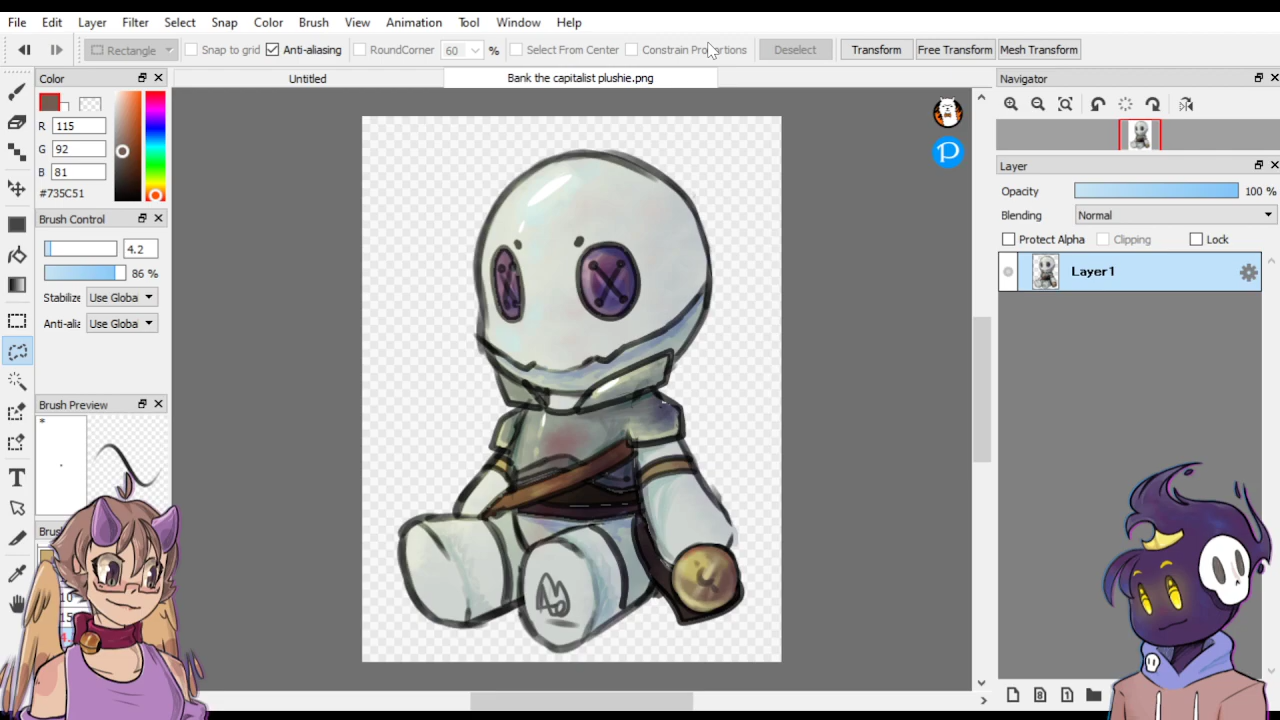 File Edit Layer Filter Select Snap Color Brush View Animation Tool Window Help
Rectangle Snap to grid Anti-aliasing RoundCorner 60 % Select From Center Constrain Proportions Deselect Transform Free Transform Mesh Transform
Color
Untitled
Bank the capitalist plushie.png
Navigator
R 115
G 92
B 81
#735C51
Layer
Opacity 100 %
Blending Normal
Protect Alpha Clipping Lock
Layer1
Brush Control
4.2
86 %
Stabilize Use Globa
Anti-alia Use Globa
Brush Preview
*
T
P